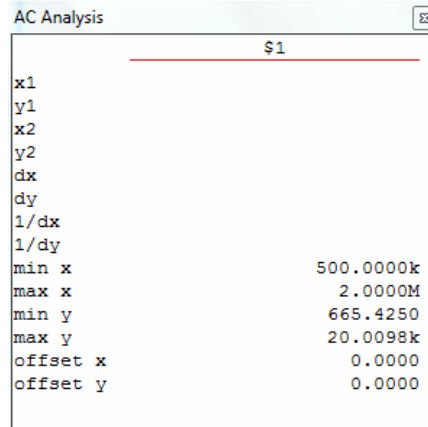 AC Analysis
$1
x1
y1
x2
y2
dx
dy
1/dx
1/dy
min x 500.0000k
max x 2.0000M
min y 665.4250
max y 20.0098k
offset x 0.0000
offset y 0.0000